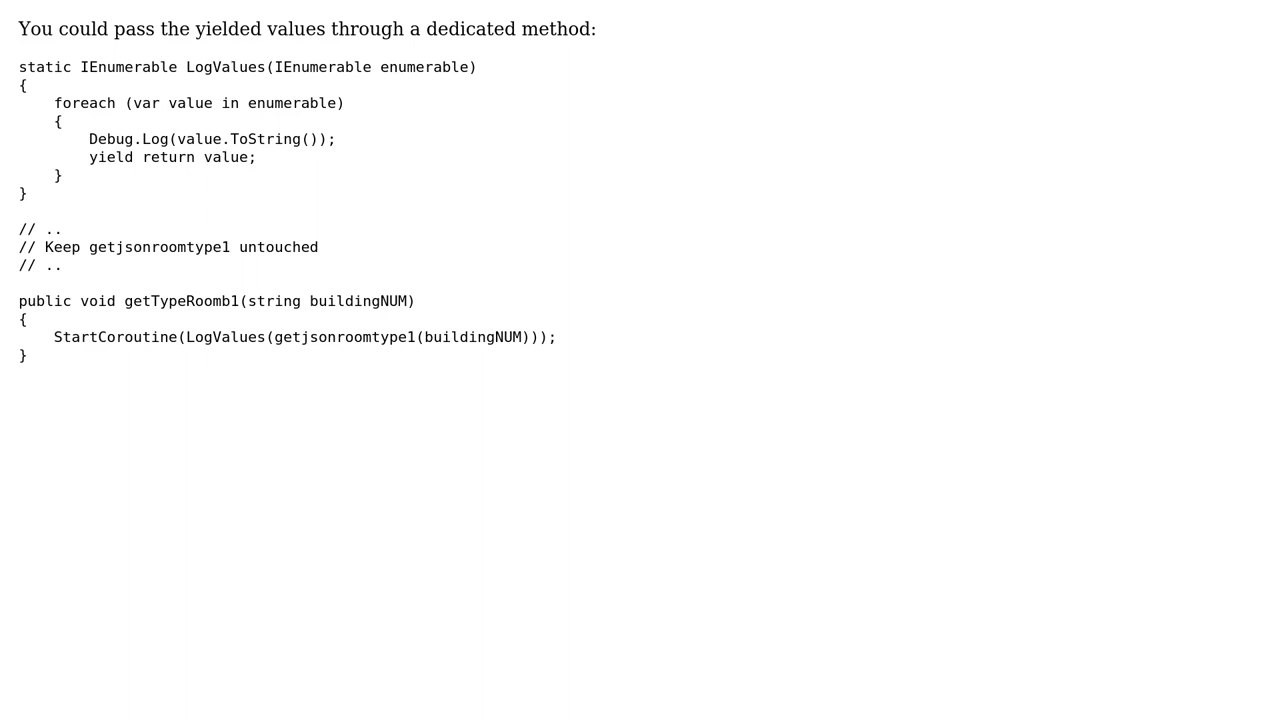 You could pass the yielded values through a dedicated method:
static IEnumerable LogValues(IEnumerable enumerable)
{
    foreach (var value in enumerable)
    {
        Debug.Log(value.ToString());
        yield return value;
    }
}

// ..
// Keep getjsonroomtype1 untouched
// ..

public void getTypeRoomb1(string buildingNUM)
{
    StartCoroutine(LogValues(getjsonroomtype1(buildingNUM)));
}